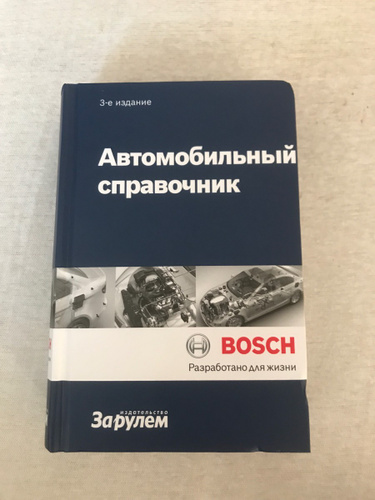 3-е издание
Автомобильный
справочник
BOSCH
Разработано для жизни
издательство
За рулем